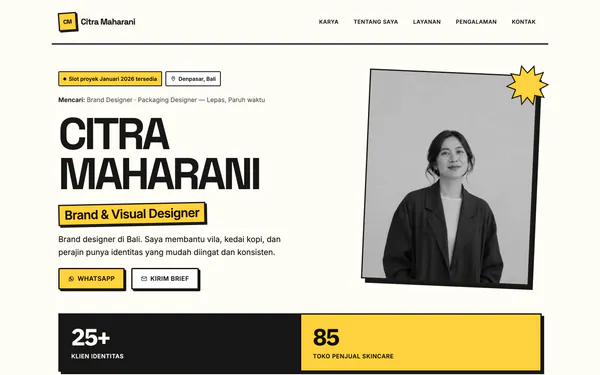 CM Citra Maharani
KARYA TENTANG SAYA LAYANAN PENGALAMAN KONTAK
Slot proyek Januari 2026 tersedia
Denpasar, Bali
Mencari: Brand Designer · Packaging Designer — Lepas, Paruh waktu
CITRA
MAHARANI
Brand & Visual Designer
Brand designer di Bali. Saya membantu vila, kedai kopi, dan
perajin punya identitas yang mudah diingat dan konsisten.
WHATSAPP
KIRIM BRIEF
25+
KLIEN IDENTITAS
85
TOKO PENJUAL SKINCARE